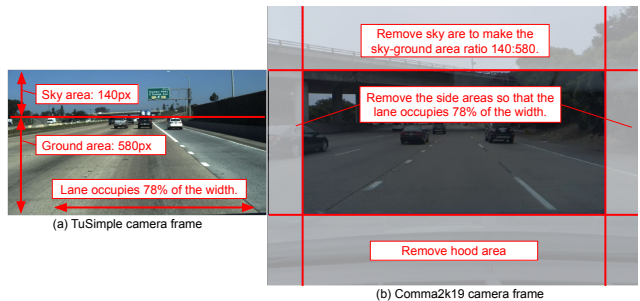 Sky area: 140px
Ground area: 580px
Lane occupies 78% of the width.
(a) TuSimple camera frame
Remove sky are to make the
sky-ground area ratio 140:580.
Remove the side areas so that the
lane occupies 78% of the width.
Remove hood area
(b) Comma2k19 camera frame